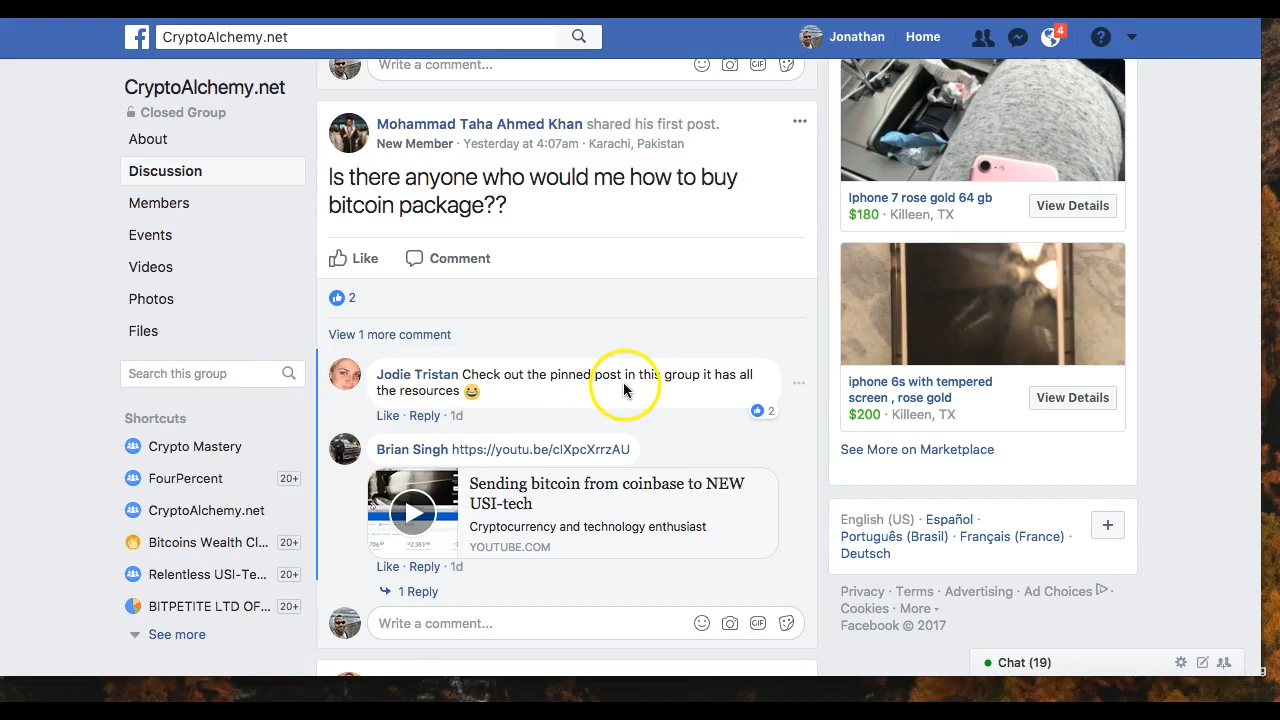 CryptoAlchemy.net
Jonathan
Home
4
CryptoAlchemy.net
Closed Group
About
Discussion
Members
Events
Videos
Photos
Files
Search this group
Shortcuts
Crypto Mastery
FourPercent 20+
CryptoAlchemy.net
Bitcoins Wealth Cl... 20+
Relentless USI-Te... 20+
BITPETITE LTD OF... 20+
See more
Write a comment...
GIF
Mohammad Taha Ahmed Khan shared his first post.
New Member · Yesterday at 4:07am · Karachi, Pakistan
Is there anyone who would me how to buy
bitcoin package??
Like Comment
2
View 1 more comment
Jodie Tristan Check out the pinned post in this group it has all
the resources 😄
Like · Reply · 1d
2
Brian Singh https://youtu.be/cIXpcXrrzAU
Sending bitcoin from coinbase to NEW
USI-tech
Cryptocurrency and technology enthusiast
YOUTUBE.COM
Like · Reply · 1d
1 Reply
Write a comment...
GIF
Iphone 7 rose gold 64 gb
$180 · Killeen, TX
View Details
iphone 6s with tempered
screen , rose gold
$200 · Killeen, TX
View Details
See More on Marketplace
English (US) · Español ·
Português (Brasil) · Français (France) ·
Deutsch
Privacy · Terms · Advertising · Ad Choices ·
Cookies · More
Facebook © 2017
Chat (19)